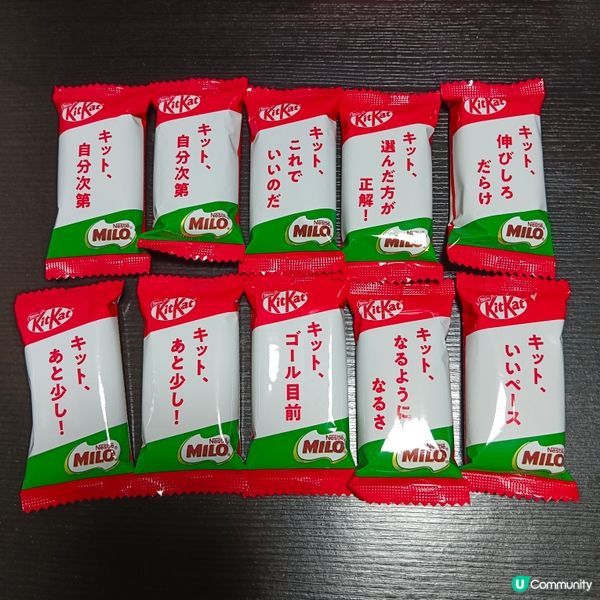 KitKat
キット、
自分次第
Nestlé
MILO
KitKat
キット、
自分次第
Nestlé
MILO
KitKat
キット、
これで
いいのだ
Nestlé
MILO
KitKat
キット、
選んだ方が
正解！
Nestlé
MILO
KitKat
キット、
伸びしろ
だらけ
Nestlé
MILO
KitKat
キット、
あと少し！
Nestlé
MILO
KitKat
キット、
あと少し！
Nestlé
MILO
KitKat
キット、
ゴール目前
Nestlé
MILO
KitKat
キット、
なるように
なるさ
Nestlé
MILO
KitKat
キット、
いいペース
Nestlé
MILO
U Community